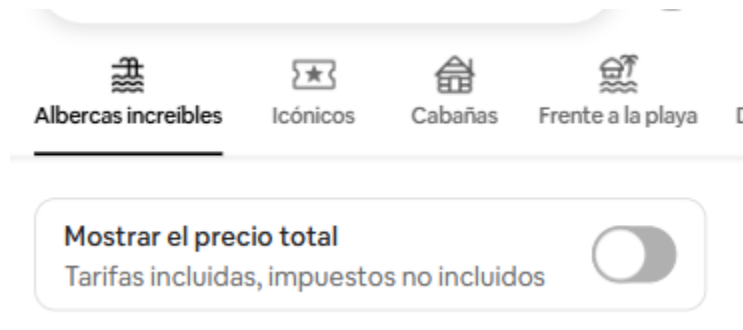 Albercas increíbles
Icónicos
Cabañas
Frente a la playa
Mostrar el precio total
Tarifas incluidas, impuestos no incluidos